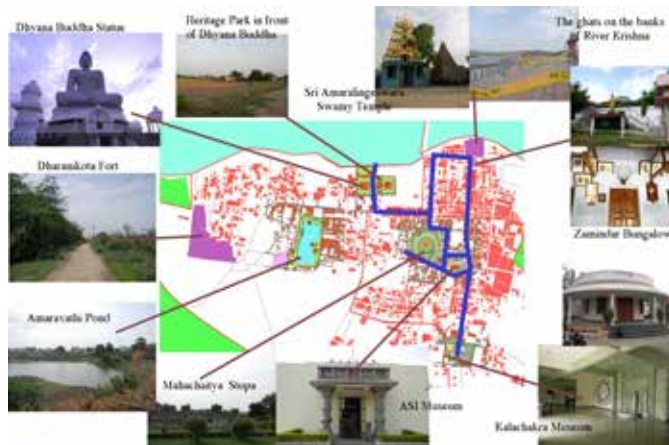 Dhyana Buddha Status
Heritage Park in front
of Dhyana Buddha
The ghats on the banks
of River Krishna
Sri Amaralingeswara
Swamy Temple
Dharanikota Fort
Zamindar Bungalow
Amaravathi Pond
Mahachaitya Stupa
ASI Museum
Kalachakra Museum